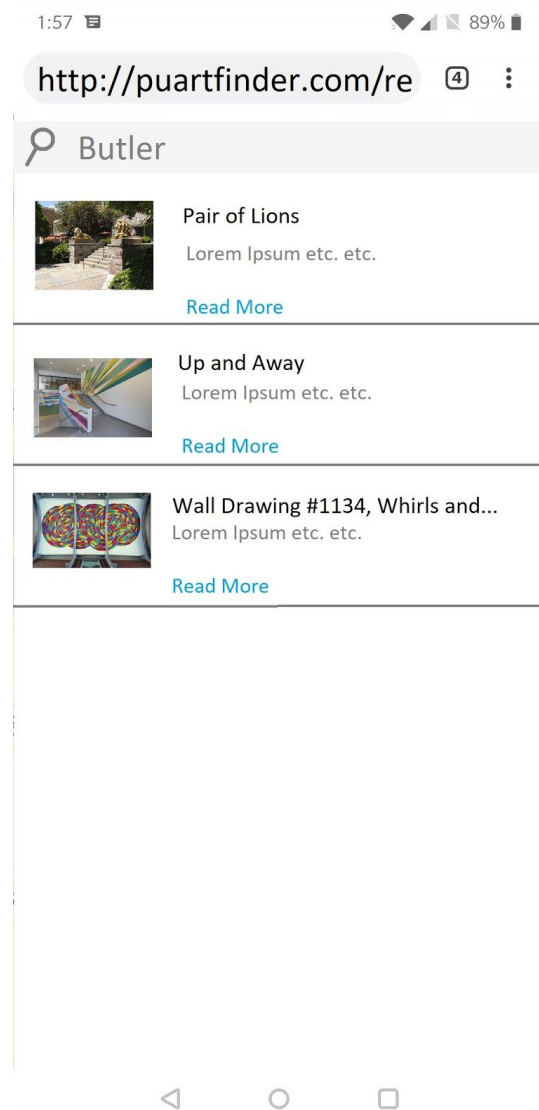 1:57 89%
http://puartfinder.com/re 4
Butler
Pair of Lions
Lorem Ipsum etc. etc.
Read More
Up and Away
Lorem Ipsum etc. etc.
Read More
Wall Drawing #1134, Whirls and...
Lorem Ipsum etc. etc.
Read More